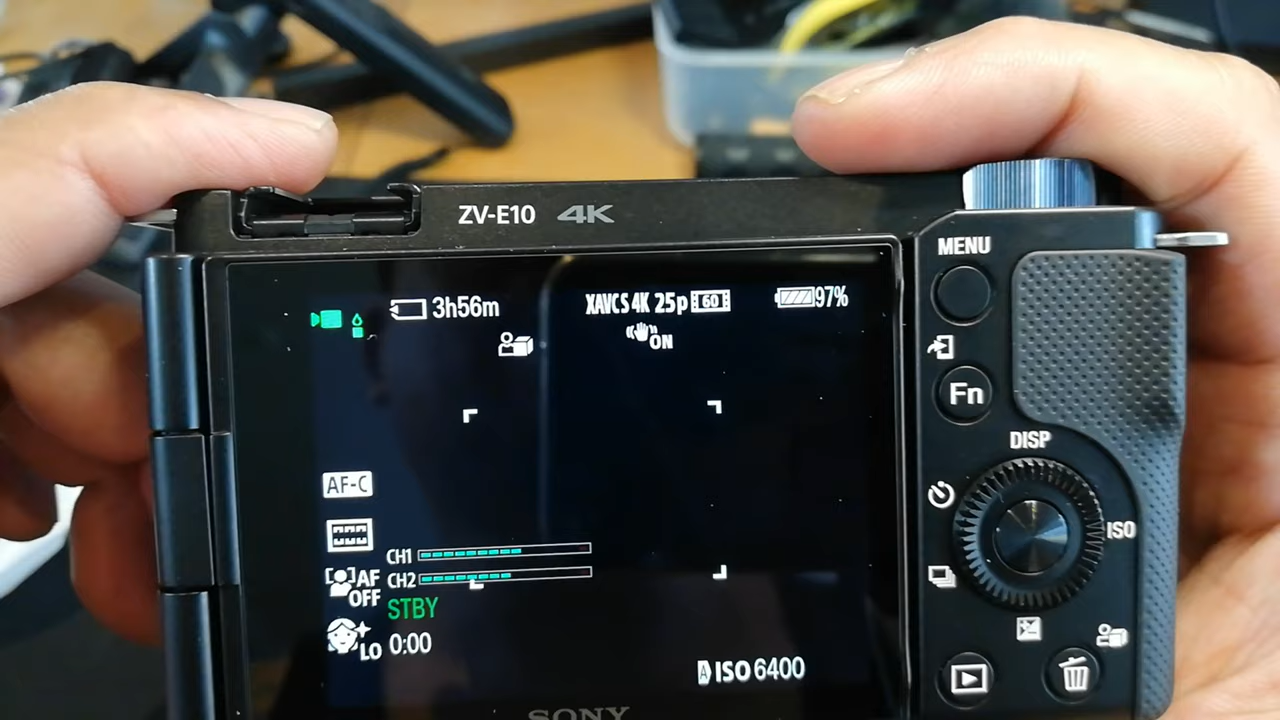 ZV-E10 4K
MENU
3h56m XAVC S 4K 25p 60 97%
ON
Fn
DISP
AF-C
ISO
CH1
AF CH2
OFF STBY
LO 0:00
A ISO 6400
SONY